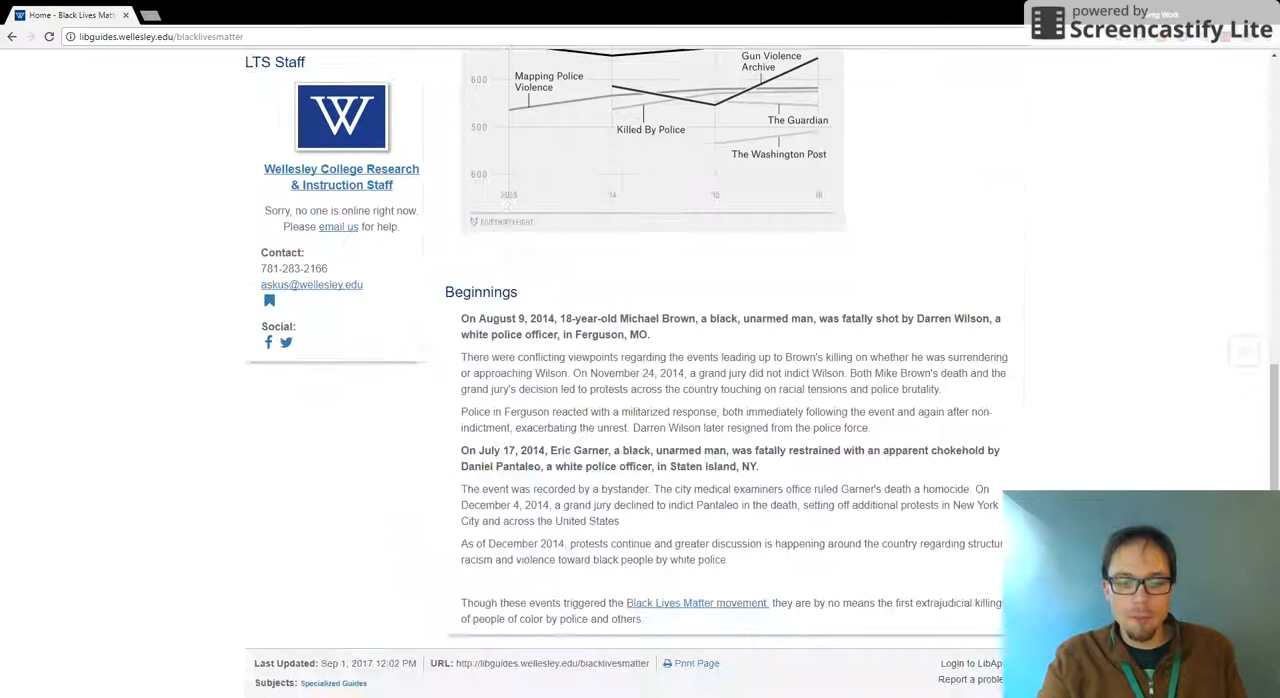 Home - Black Lives Matt
powered by
Screencastify Lite
libguides.wellesley.edu/blacklivesmatter
LTS Staff
W
Wellesley College Research
& Instruction Staff
Sorry, no one is online right now.
Please email us for help.
Contact:
781-283-2166
askus@wellesley.edu
Social:
Gun Violence
Archive
600
Mapping Police
Violence
The Guardian
500
Killed By Police
The Washington Post
'14
Beginnings
On August 9, 2014, 18-year-old Michael Brown, a black, unarmed man, was fatally shot by Darren Wilson, a
white police officer, in Ferguson, MO.
There were conflicting viewpoints regarding the events leading up to Brown's killing on whether he was surrendering
or approaching Wilson. On November 24, 2014, a grand jury did not indict Wilson. Both Mike Brown's death and the
grand jury's decision led to protests across the country touching on racial tensions and police brutality.
Police in Ferguson reacted with a militarized response, both immediately following the event and again after non-
indictment, exacerbating the unrest. Darren Wilson later resigned from the police force.
On July 17, 2014, Eric Garner, a black, unarmed man, was fatally restrained with an apparent chokehold by
Daniel Pantaleo, a white police officer, in Staten Island, NY.
The event was recorded by a bystander. The city medical examiners office ruled Garner's death a homicide. On
December 4, 2014, a grand jury declined to indict Pantaleo in the death, setting off additional protests in New York
City and across the United States
As of December 2014, protests continue and greater discussion is happening around the country regarding structur
racism and violence toward black people by white police
Though these events triggered the Black Lives Matter movement, they are by no means the first extrajudicial killing
of people of color by police and others
Last Updated: Sep 1, 2017 12:02 PM
URL: http://libguides.wellesley.edu/blacklivesmatter
Print Page
Login to LibAp
Subjects: Specialized Guides
Report a proble